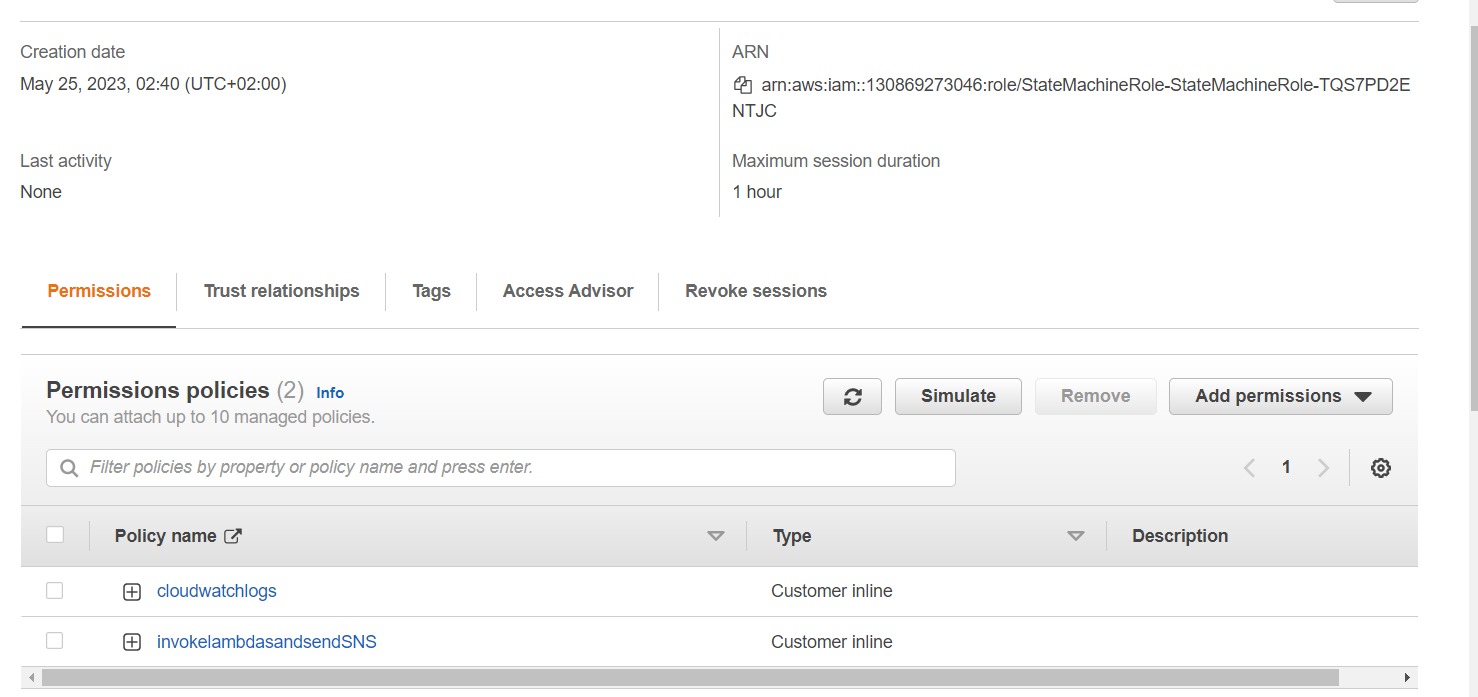 Creation date
May 25, 2023, 02:40 (UTC+02:00)
ARN
arn:aws:iam::130869273046:role/StateMachineRole-StateMachineRole-TQS7PD2E
NTJC
Last activity
None
Maximum session duration
1 hour
Permissions
Trust relationships
Tags
Access Advisor
Revoke sessions
Permissions policies (2) Info
You can attach up to 10 managed policies.
Simulate
Remove
Add permissions
Filter policies by property or policy name and press enter.
1
Policy name
Type
Description
cloudwatchlogs
Customer inline
invokelambdasandsendSNS
Customer inline